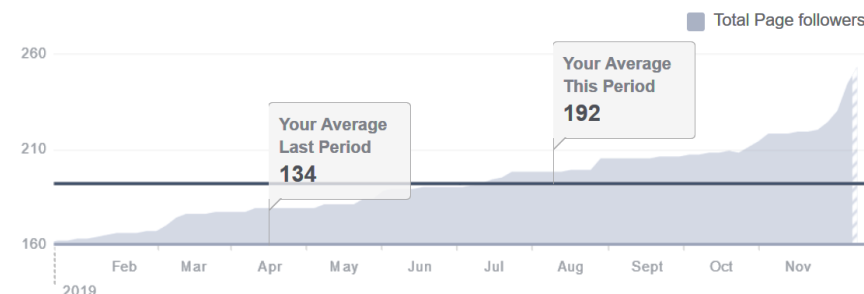 Total Page followers
260
Your Average
This Period
192
Your Average
Last Period
134
210
160
Feb Mar Apr May Jun Jul Aug Sept Oct Nov
2019